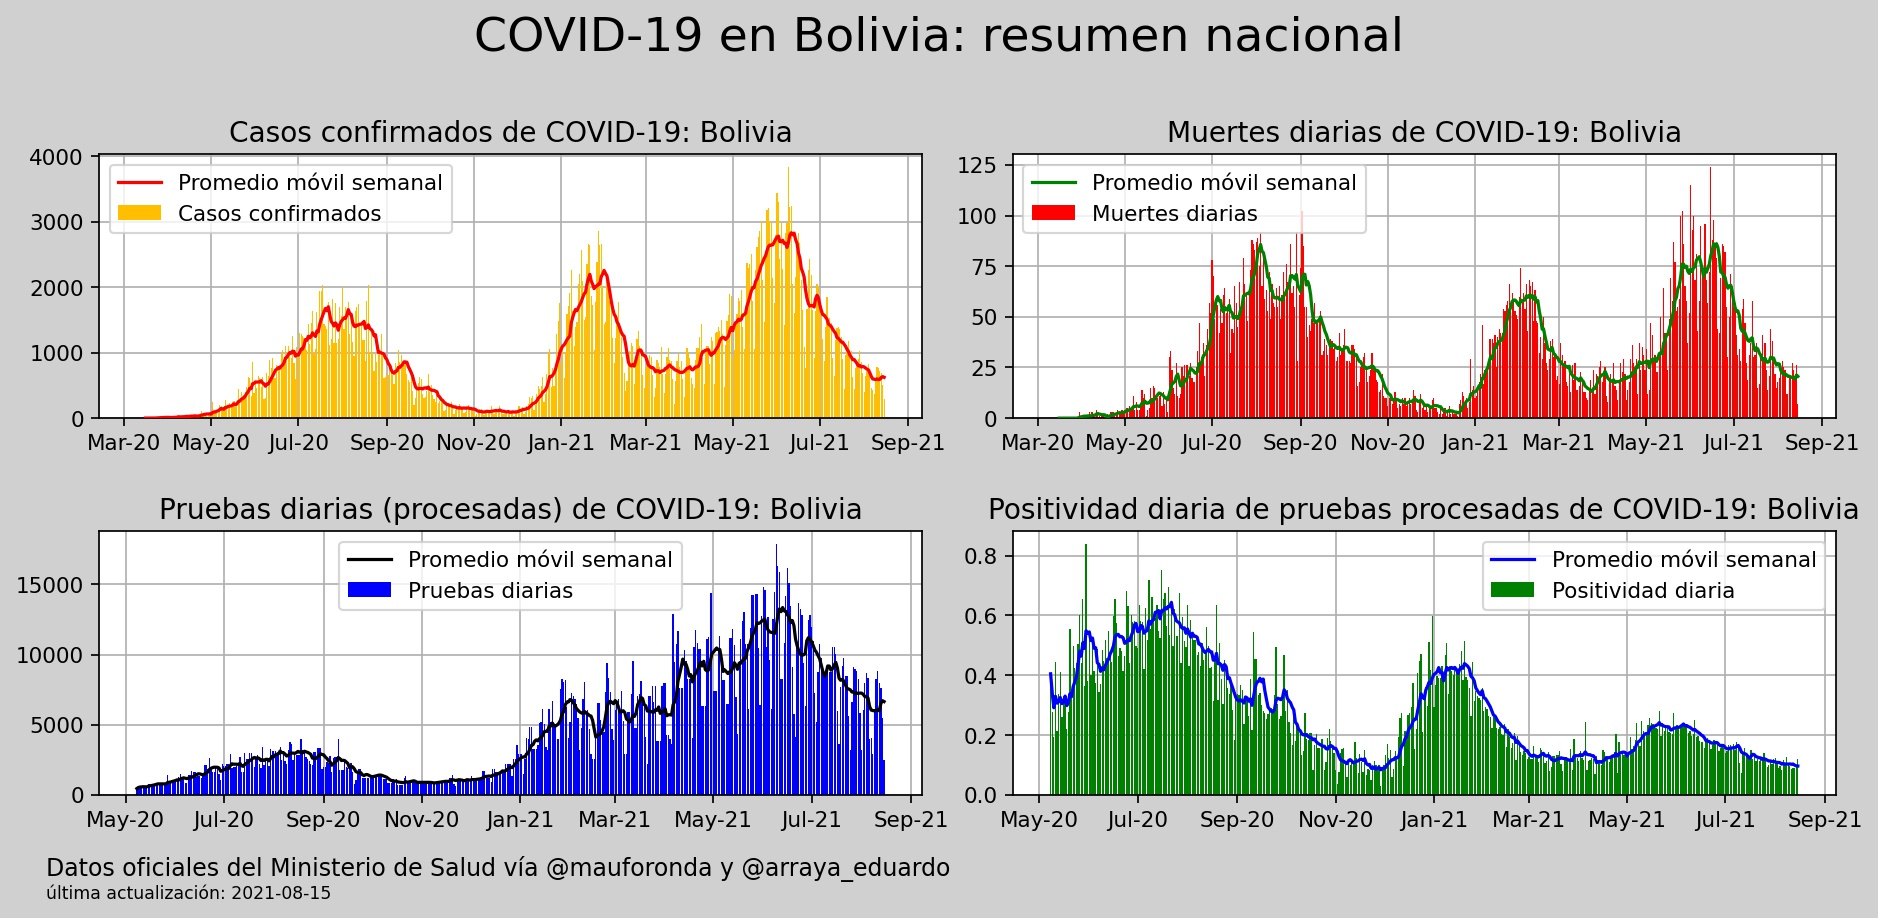 COVID-19 en Bolivia: resumen nacional
Casos confirmados de COVID-19: Bolivia
4000
3000
2000
1000
0
Promedio móvil semanal
Casos confirmados
Mar-20 May-20 Jul-20 Sep-20 Nov-20 Jan-21 Mar-21 May-21 Jul-21 Sep-21
Muertes diarias de COVID-19: Bolivia
125
100
75
50
25
0
Promedio móvil semanal
Muertes diarias
Mar-20 May-20 Jul-20 Sep-20 Nov-20 Jan-21 Mar-21 May-21 Jul-21 Sep-21
Pruebas diarias (procesadas) de COVID-19: Bolivia
15000
10000
5000
0
Promedio móvil semanal
Pruebas diarias
May-20 Jul-20 Sep-20 Nov-20 Jan-21 Mar-21 May-21 Jul-21 Sep-21
Positividad diaria de pruebas procesadas de COVID-19: Bolivia
0.8
0.6
0.4
0.2
0.0
Promedio móvil semanal
Positividad diaria
May-20 Jul-20 Sep-20 Nov-20 Jan-21 Mar-21 May-21 Jul-21 Sep-21
Datos oficiales del Ministerio de Salud vía @mauforonda y @arraya_eduardo
última actualización: 2021-08-15